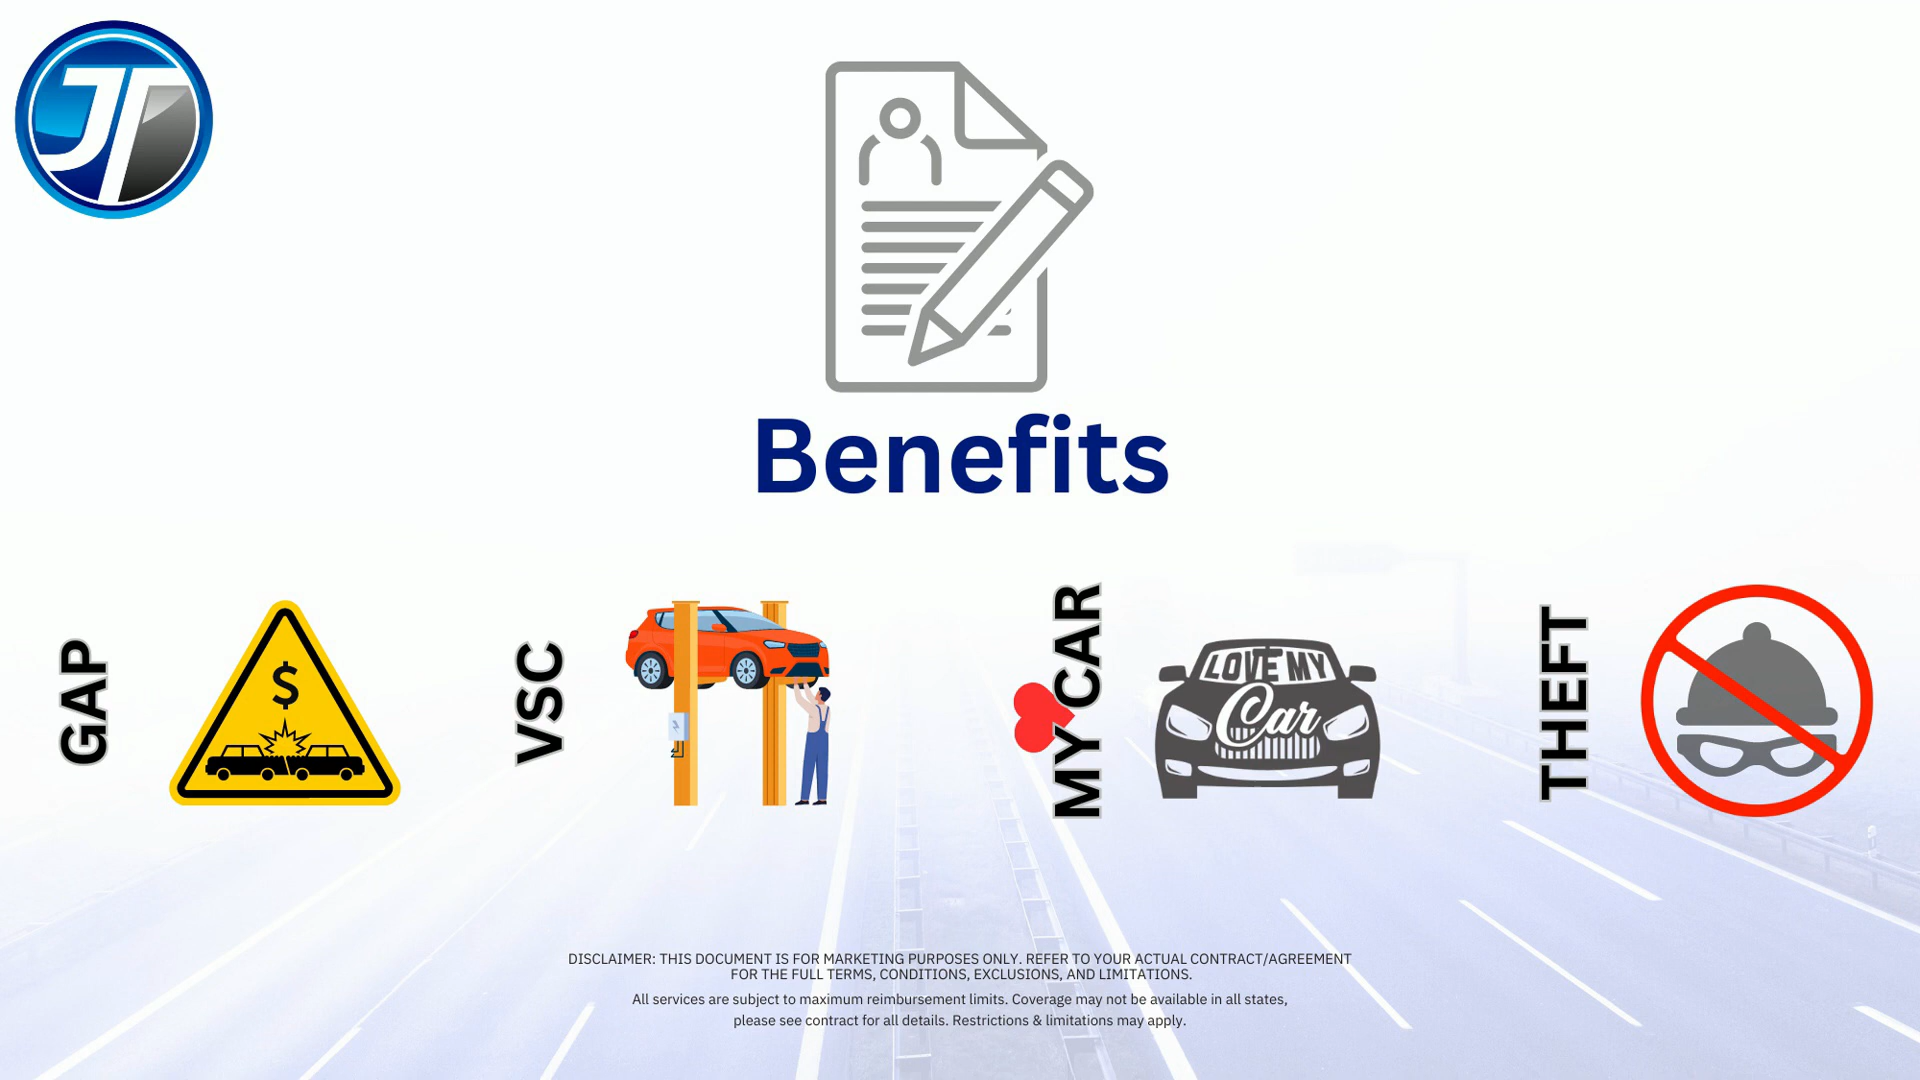 JT
Benefits
GAP
$
VSC
MY CAR
LOVE MY
Car
THEFT
DISCLAIMER: THIS DOCUMENT IS FOR MARKETING PURPOSES ONLY. REFER TO YOUR ACTUAL CONTRACT/AGREEMENT
FOR THE FULL TERMS, CONDITIONS, EXCLUSIONS, AND LIMITATIONS.
All services are subject to maximum reimbursement limits. Coverage may not be available in all states,
please see contract for all details. Restrictions & limitations may apply.